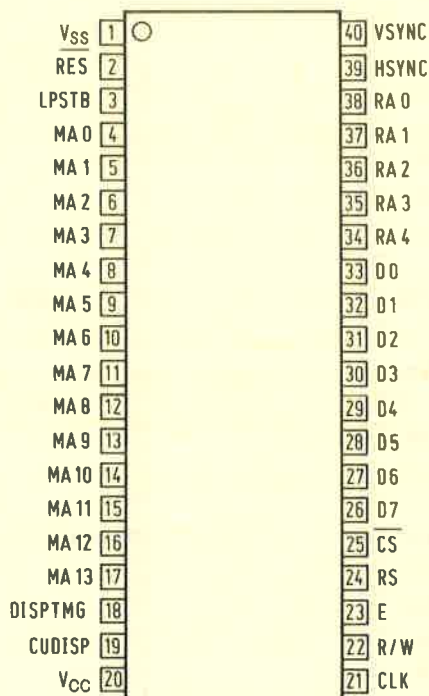 VSS 1 40 VSYNC
RES 2 39 HSYNC
LPSTB 3 38 RA 0
MA 0 4 37 RA 1
MA 1 5 36 RA 2
MA 2 6 35 RA 3
MA 3 7 34 RA 4
MA 4 8 33 D0
MA 5 9 32 D1
MA 6 10 31 D2
MA 7 11 30 D3
MA 8 12 29 D4
MA 9 13 28 D5
MA 10 14 27 D6
MA 11 15 26 D7
MA 12 16 25 CS
MA 13 17 24 RS
DISPTMG 18 23 E
CUDISP 19 22 R/W
VCC 20 21 CLK